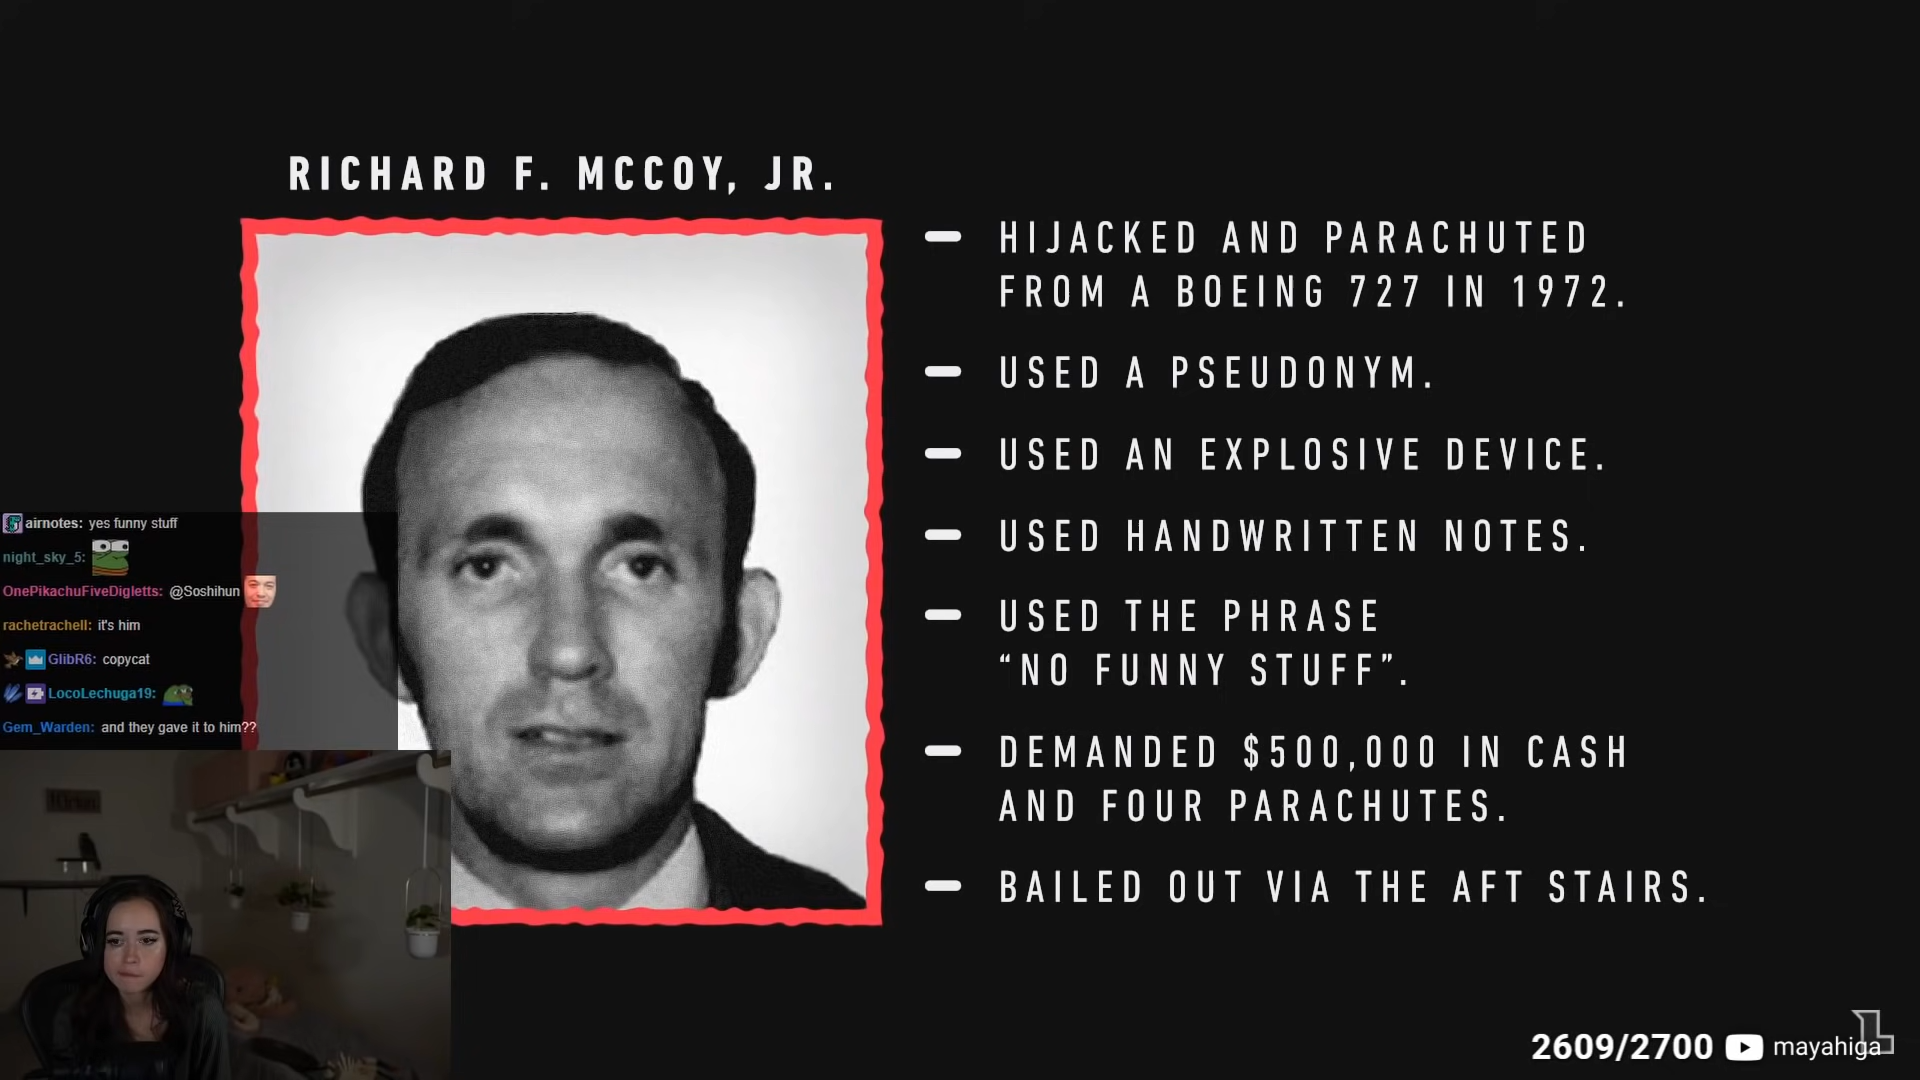 RICHARD F. MCCOY, JR.
– HIJACKED AND PARACHUTED
FROM A BOEING 727 IN 1972.
– USED A PSEUDONYM.
– USED AN EXPLOSIVE DEVICE.
– USED HANDWRITTEN NOTES.
– USED THE PHRASE
“NO FUNNY STUFF”.
– DEMANDED $500,000 IN CASH
AND FOUR PARACHUTES.
– BAILED OUT VIA THE AFT STAIRS.
airnotes: yes funny stuff
night_sky_5:
OnePikachuFiveDigletts: @Soshihun
rachetrachell: it's him
GlibR6: copycat
LocoLechuga19:
Gem_Warden: and they gave it to him??
2609/2700 mayahiga